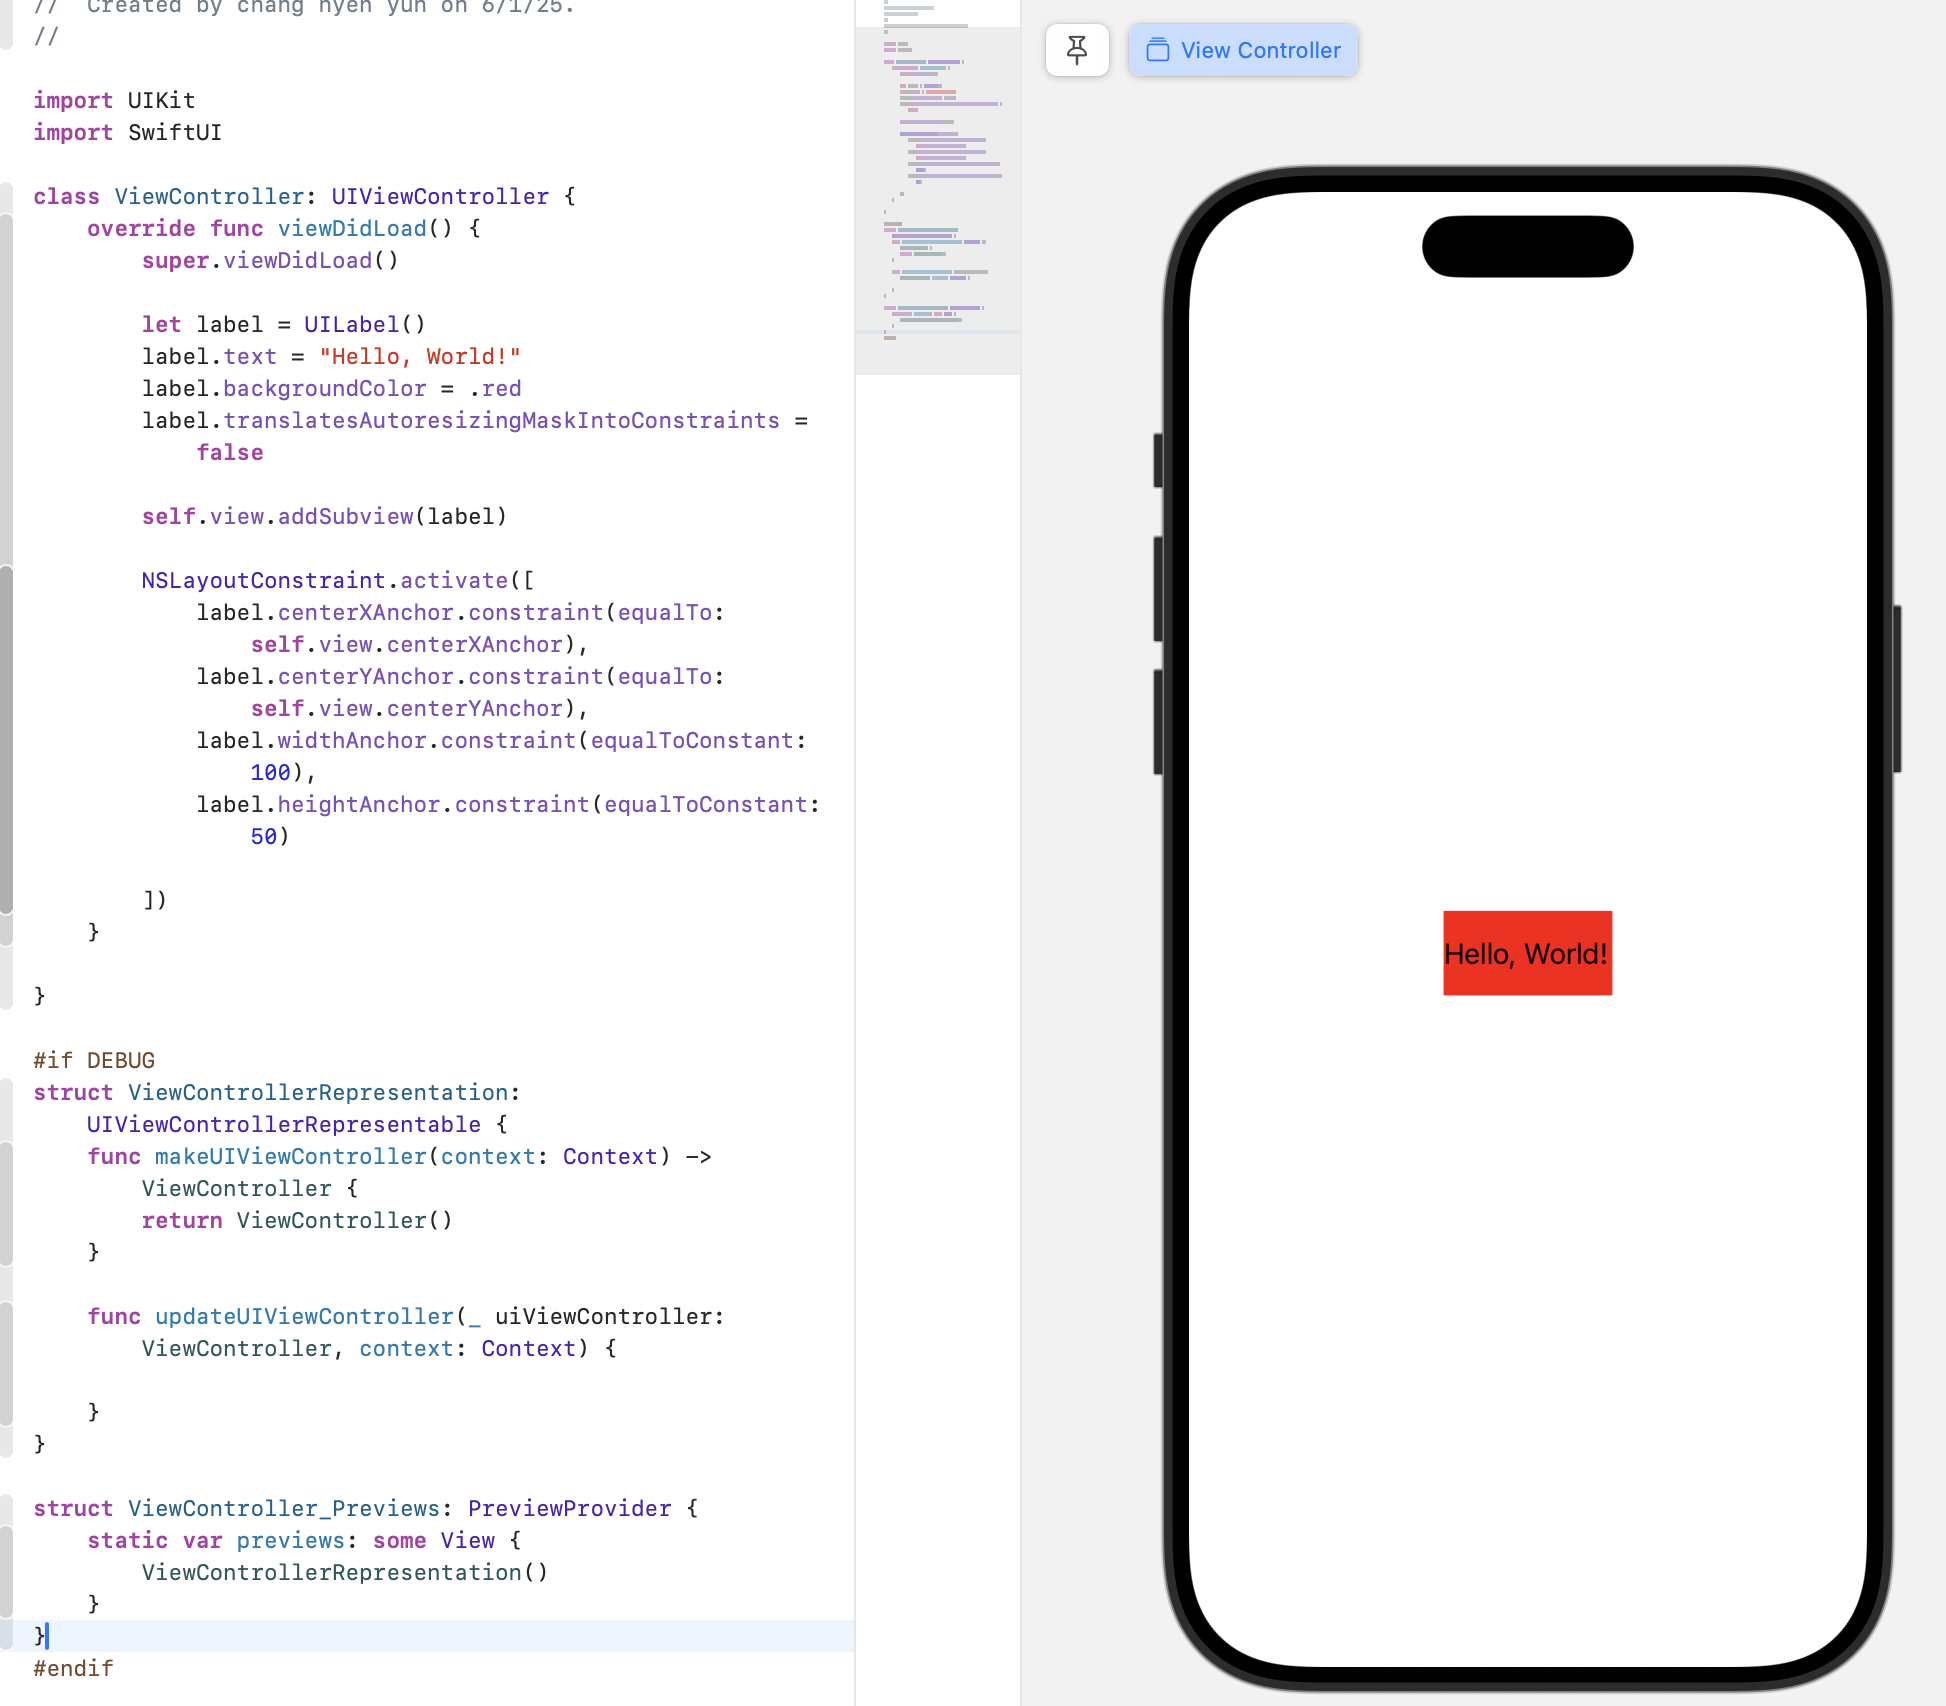 //  Created by chang hyeh yun on 6/1/25.
//
import UIKit
import SwiftUI
class ViewController: UIViewController {
override func viewDidLoad() {
super.viewDidLoad()
let label = UILabel()
label.text = "Hello, World!"
label.backgroundColor = .red
label.translatesAutoresizingMaskIntoConstraints =
false
self.view.addSubview(label)
NSLayoutConstraint.activate([
label.centerXAnchor.constraint(equalTo:
self.view.centerXAnchor),
label.centerYAnchor.constraint(equalTo:
self.view.centerYAnchor),
label.widthAnchor.constraint(equalToConstant:
100),
label.heightAnchor.constraint(equalToConstant:
50)
])
}
}
#if DEBUG
struct ViewControllerRepresentation:
UIViewControllerRepresentable {
func makeUIViewController(context: Context) ->
ViewController {
return ViewController()
}
func updateUIViewController(_ uiViewController:
ViewController, context: Context) {
}
}
struct ViewController_Previews: PreviewProvider {
static var previews: some View {
ViewControllerRepresentation()
}
}
#endif
View Controller
Hello, World!